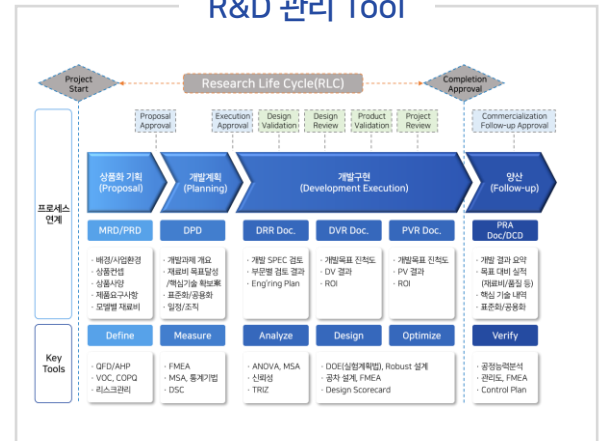 R&D 관리 Tool
Project Start
Research Life Cycle(RLC)
Completion Approval
Proposal Approval
Execution Approval
Design Validation
Design Review
Product Validation
Project Review
Commercialization Follow-up Approval
프로세스 연계
상품화 기획 (Proposal)
개발계획 (Planning)
개발구현 (Development Execution)
양산 (Follow-up)
MRD/PRD
DPD
DRR Doc.
DVR Doc.
PVR Doc.
PRA Doc/DCD
· 배경/사업환경
· 상품컨셉
· 상품사양
· 제품요구사항
· 모델별 재료비
· 개발과제 개요
· 재료비 목표달성
/핵심기술 확보案
· 표준화/공용화
· 일정/조직
· 개발 SPEC 검토
· 부문별 검토 결과
· Eng'ring Plan
· 개발목표 진척도
· DV 결과
· ROI
· 개발목표 진척도
· PV 결과
· ROI
· 개발 결과 요약
· 목표 대비 실적
(재료비/품질 등)
· 핵심 기술 내역
· 표준화/공용화
Key Tools
Define
Measure
Analyze
Design
Optimize
Verify
· QFD/AHP
· VOC, COPQ
· 리스크관리
· FMEA
· MSA, 통계기법
· DSC
· ANOVA, MSA
· 신뢰성
· TRIZ
· DOE(실험계획법), Robust 설계
· 공차 설계, FMEA
· Design Scorecard
· 공정능력분석
· 관리도, FMEA
· Control Plan